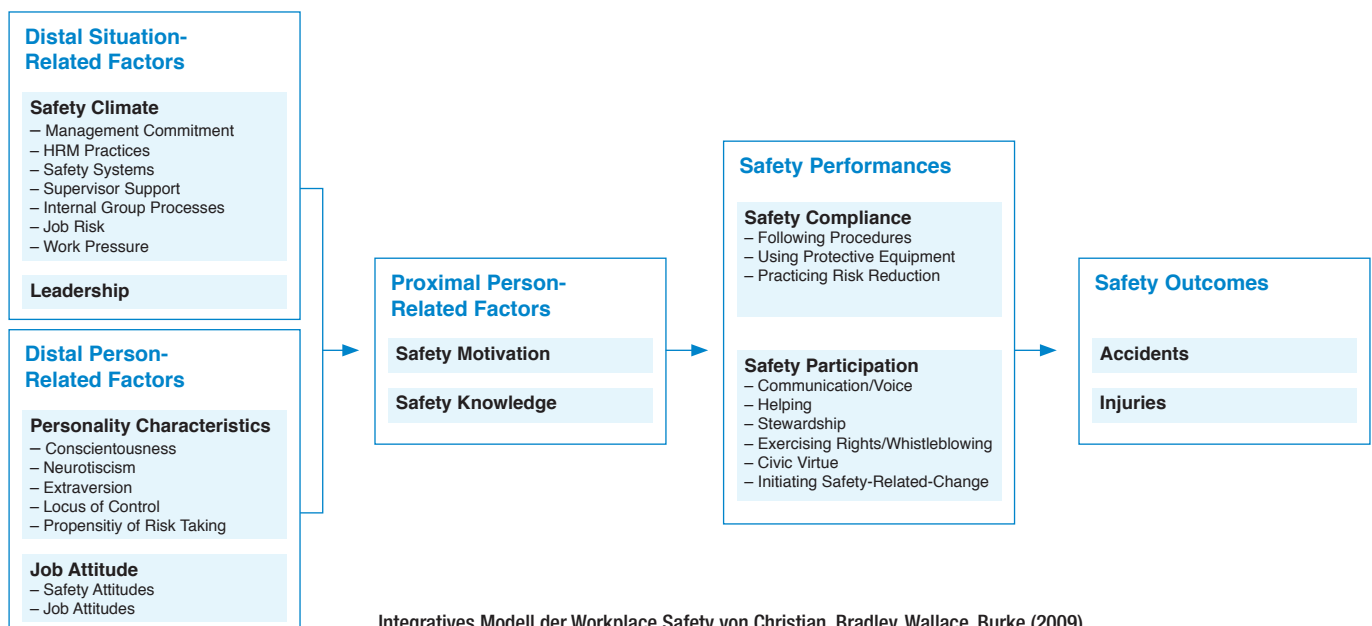 Distal Situation-
Related Factors
Safety Climate
– Management Commitment
– HRM Practices
– Safety Systems
– Supervisor Support
– Internal Group Processes
– Job Risk
– Work Pressure
Leadership
Distal Person-
Related Factors
Personality Characteristics
– Conscientousness
– Neurotiscism
– Extraversion
– Locus of Control
– Propensitiy of Risk Taking
Job Attitude
– Safety Attitudes
– Job Attitudes
Proximal Person-
Related Factors
Safety Motivation
Safety Knowledge
Safety Performances
Safety Compliance
– Following Procedures
– Using Protective Equipment
– Practicing Risk Reduction
Safety Participation
– Communication/Voice
– Helping
– Stewardship
– Exercising Rights/Whistleblowing
– Civic Virtue
– Initiating Safety-Related-Change
Safety Outcomes
Accidents
Injuries
Integratives Modell der Workplace Safety von Christian, Bradley, Wallace, Burke (2009)